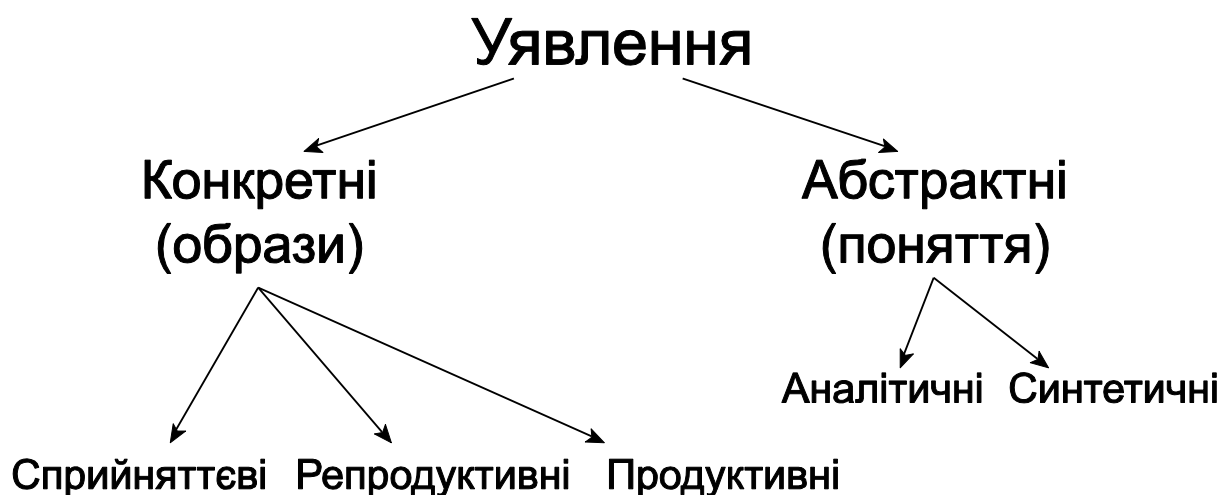 Уявлення
Конкретні
(образи)
Абстрактні
(поняття)
Аналітичні
Синтетичні
Сприйняттєві
Репродуктивні
Продуктивні